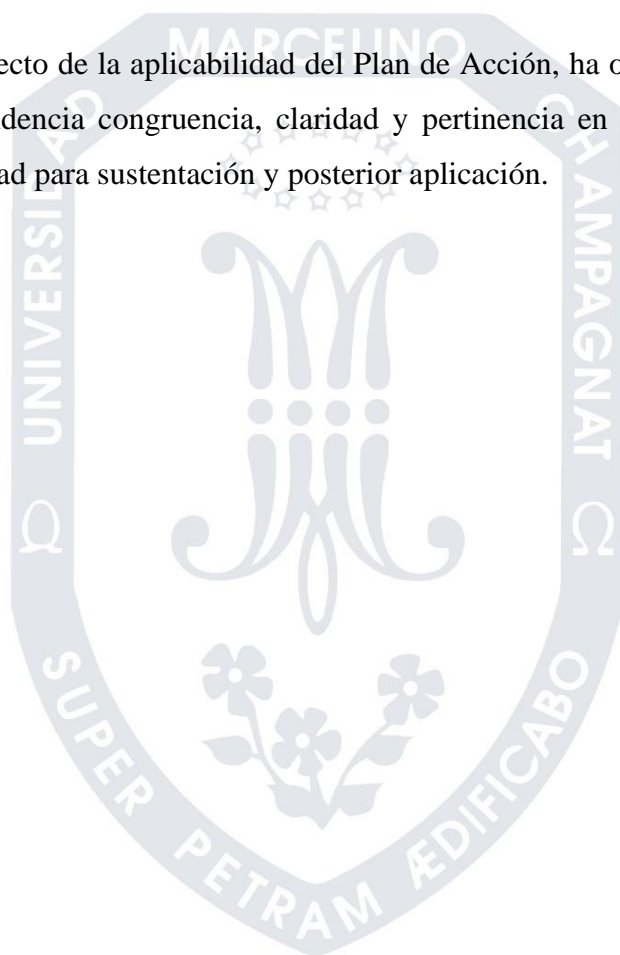 ecto de la aplicabilidad del Plan de Acción, ha o
dencia congruencia, claridad y pertinencia en
ad para sustentación y posterior aplicación.
UNIVERSIDAD
MARCELINO
CHAMPAGNAT
SUPER PETRAM ÆDIFICABO